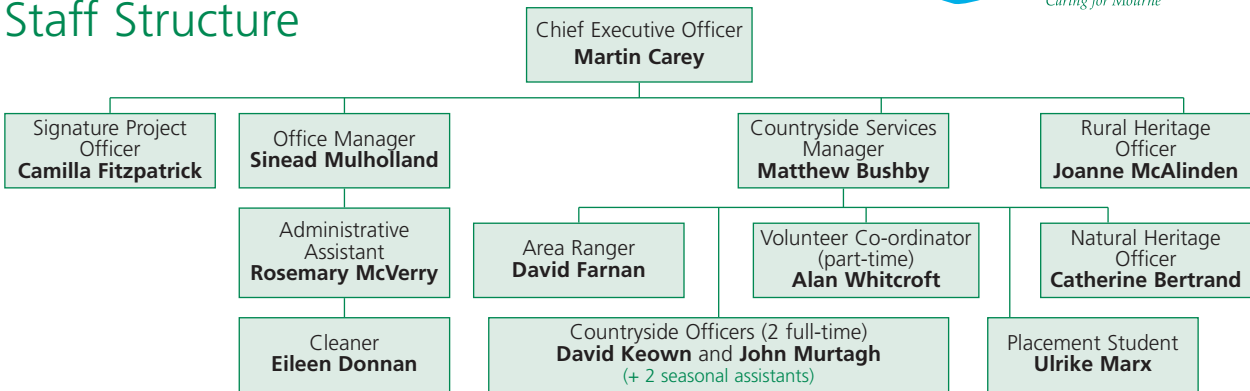 Staff Structure
Caring for Mourne
Chief Executive Officer
Martin Carey
Signature Project
Officer
Camilla Fitzpatrick
Office Manager
Sinead Mulholland
Countryside Services
Manager
Matthew Bushby
Rural Heritage
Officer
Joanne McAlinden
Administrative
Assistant
Rosemary McVerry
Area Ranger
David Farnan
Volunteer Co-ordinator
(part-time)
Alan Whitcroft
Natural Heritage
Officer
Catherine Bertrand
Cleaner
Eileen Donnan
Countryside Officers (2 full-time)
David Keown and John Murtagh
(+ 2 seasonal assistants)
Placement Student
Ulrike Marx